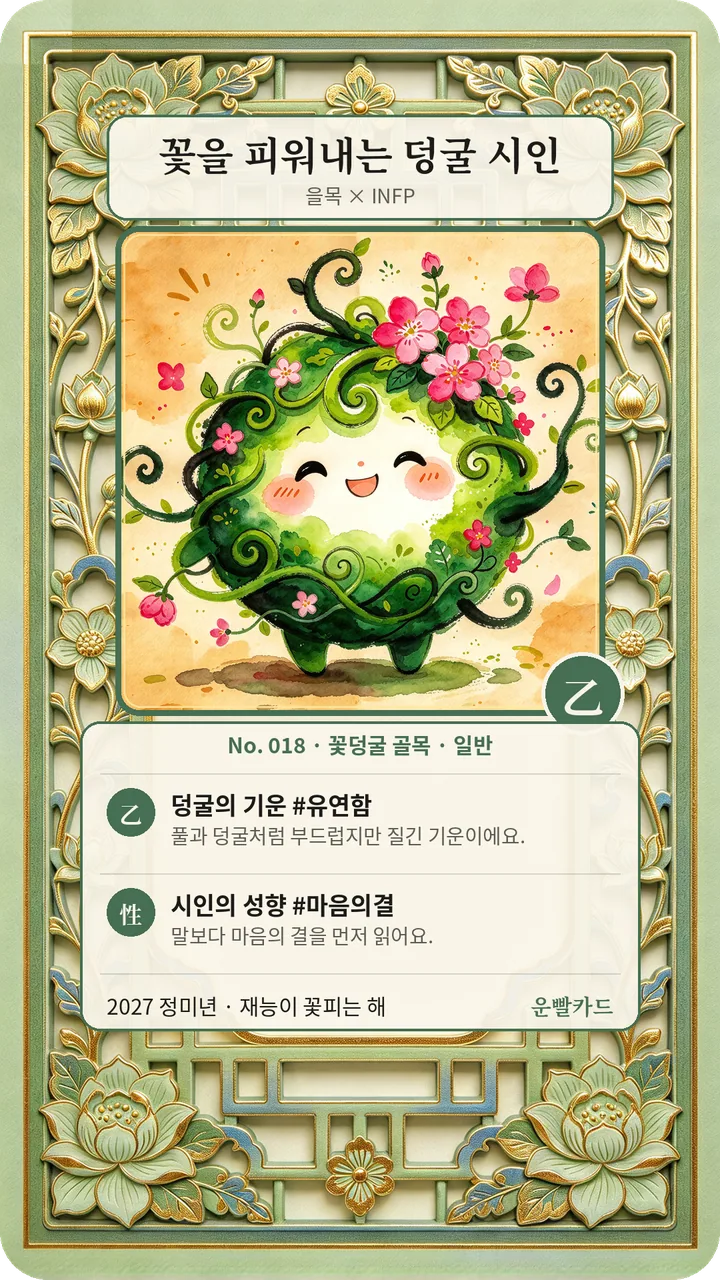 꽃을 피워내는 덩굴 시인
을목 × INFP
乙
No. 018 · 꽃덩굴 골목 · 일반
乙
덩굴의 기운 #유연함
풀과 덩굴처럼 부드럽지만 질긴 기운이에요.
性
시인의 성향 #마음의결
말보다 마음의 결을 먼저 읽어요.
2027 정미년 · 재능이 꽃피는 해
운빨카드